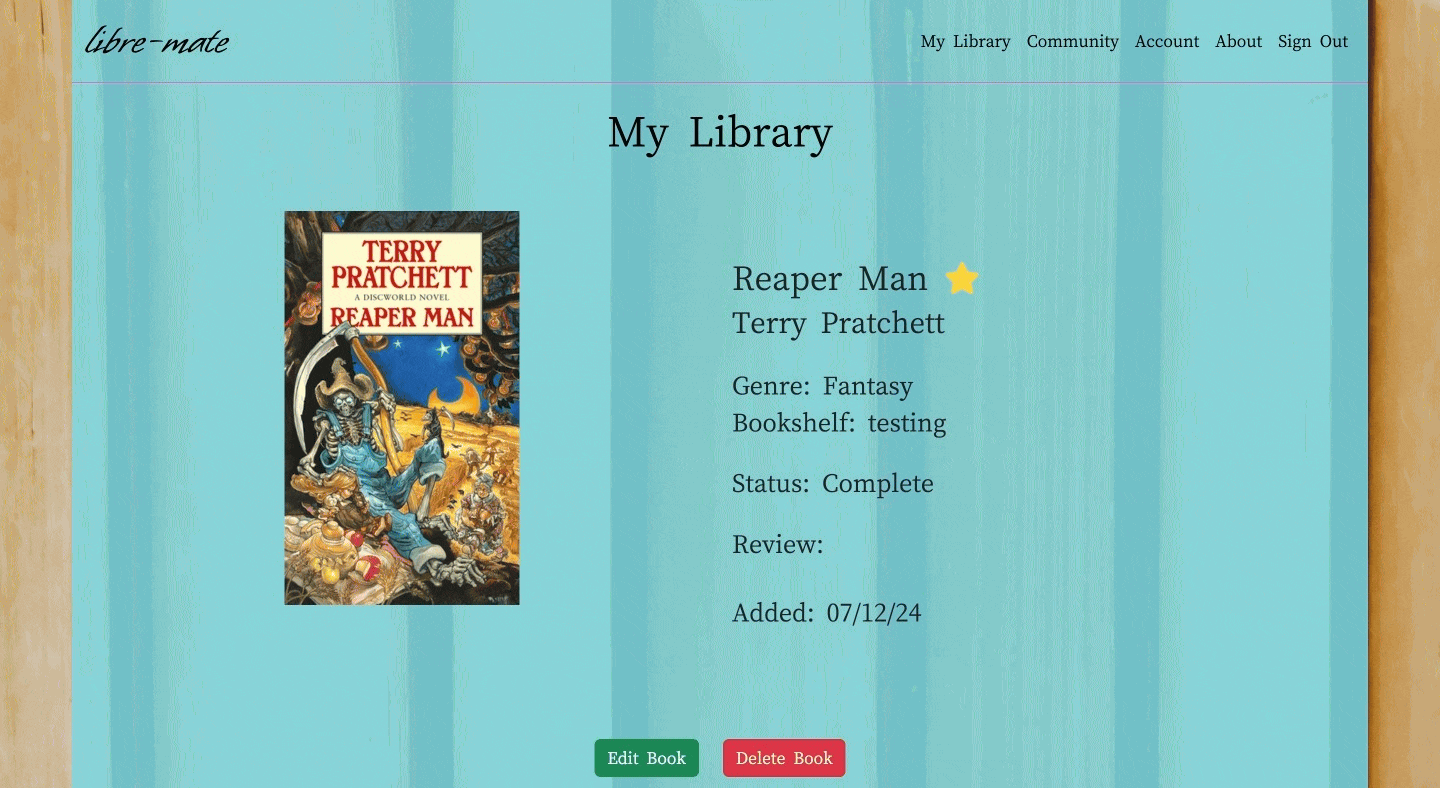 libre-mate
My Library Community Account About Sign Out
My Library
TERRY
PRATCHETT
A DISCWORLD NOVEL
REAPER MAN
Reaper Man
Terry Pratchett
Genre: Fantasy
Bookshelf: testing
Status: Complete
Review:
Added: 07/12/24
Edit Book Delete Book